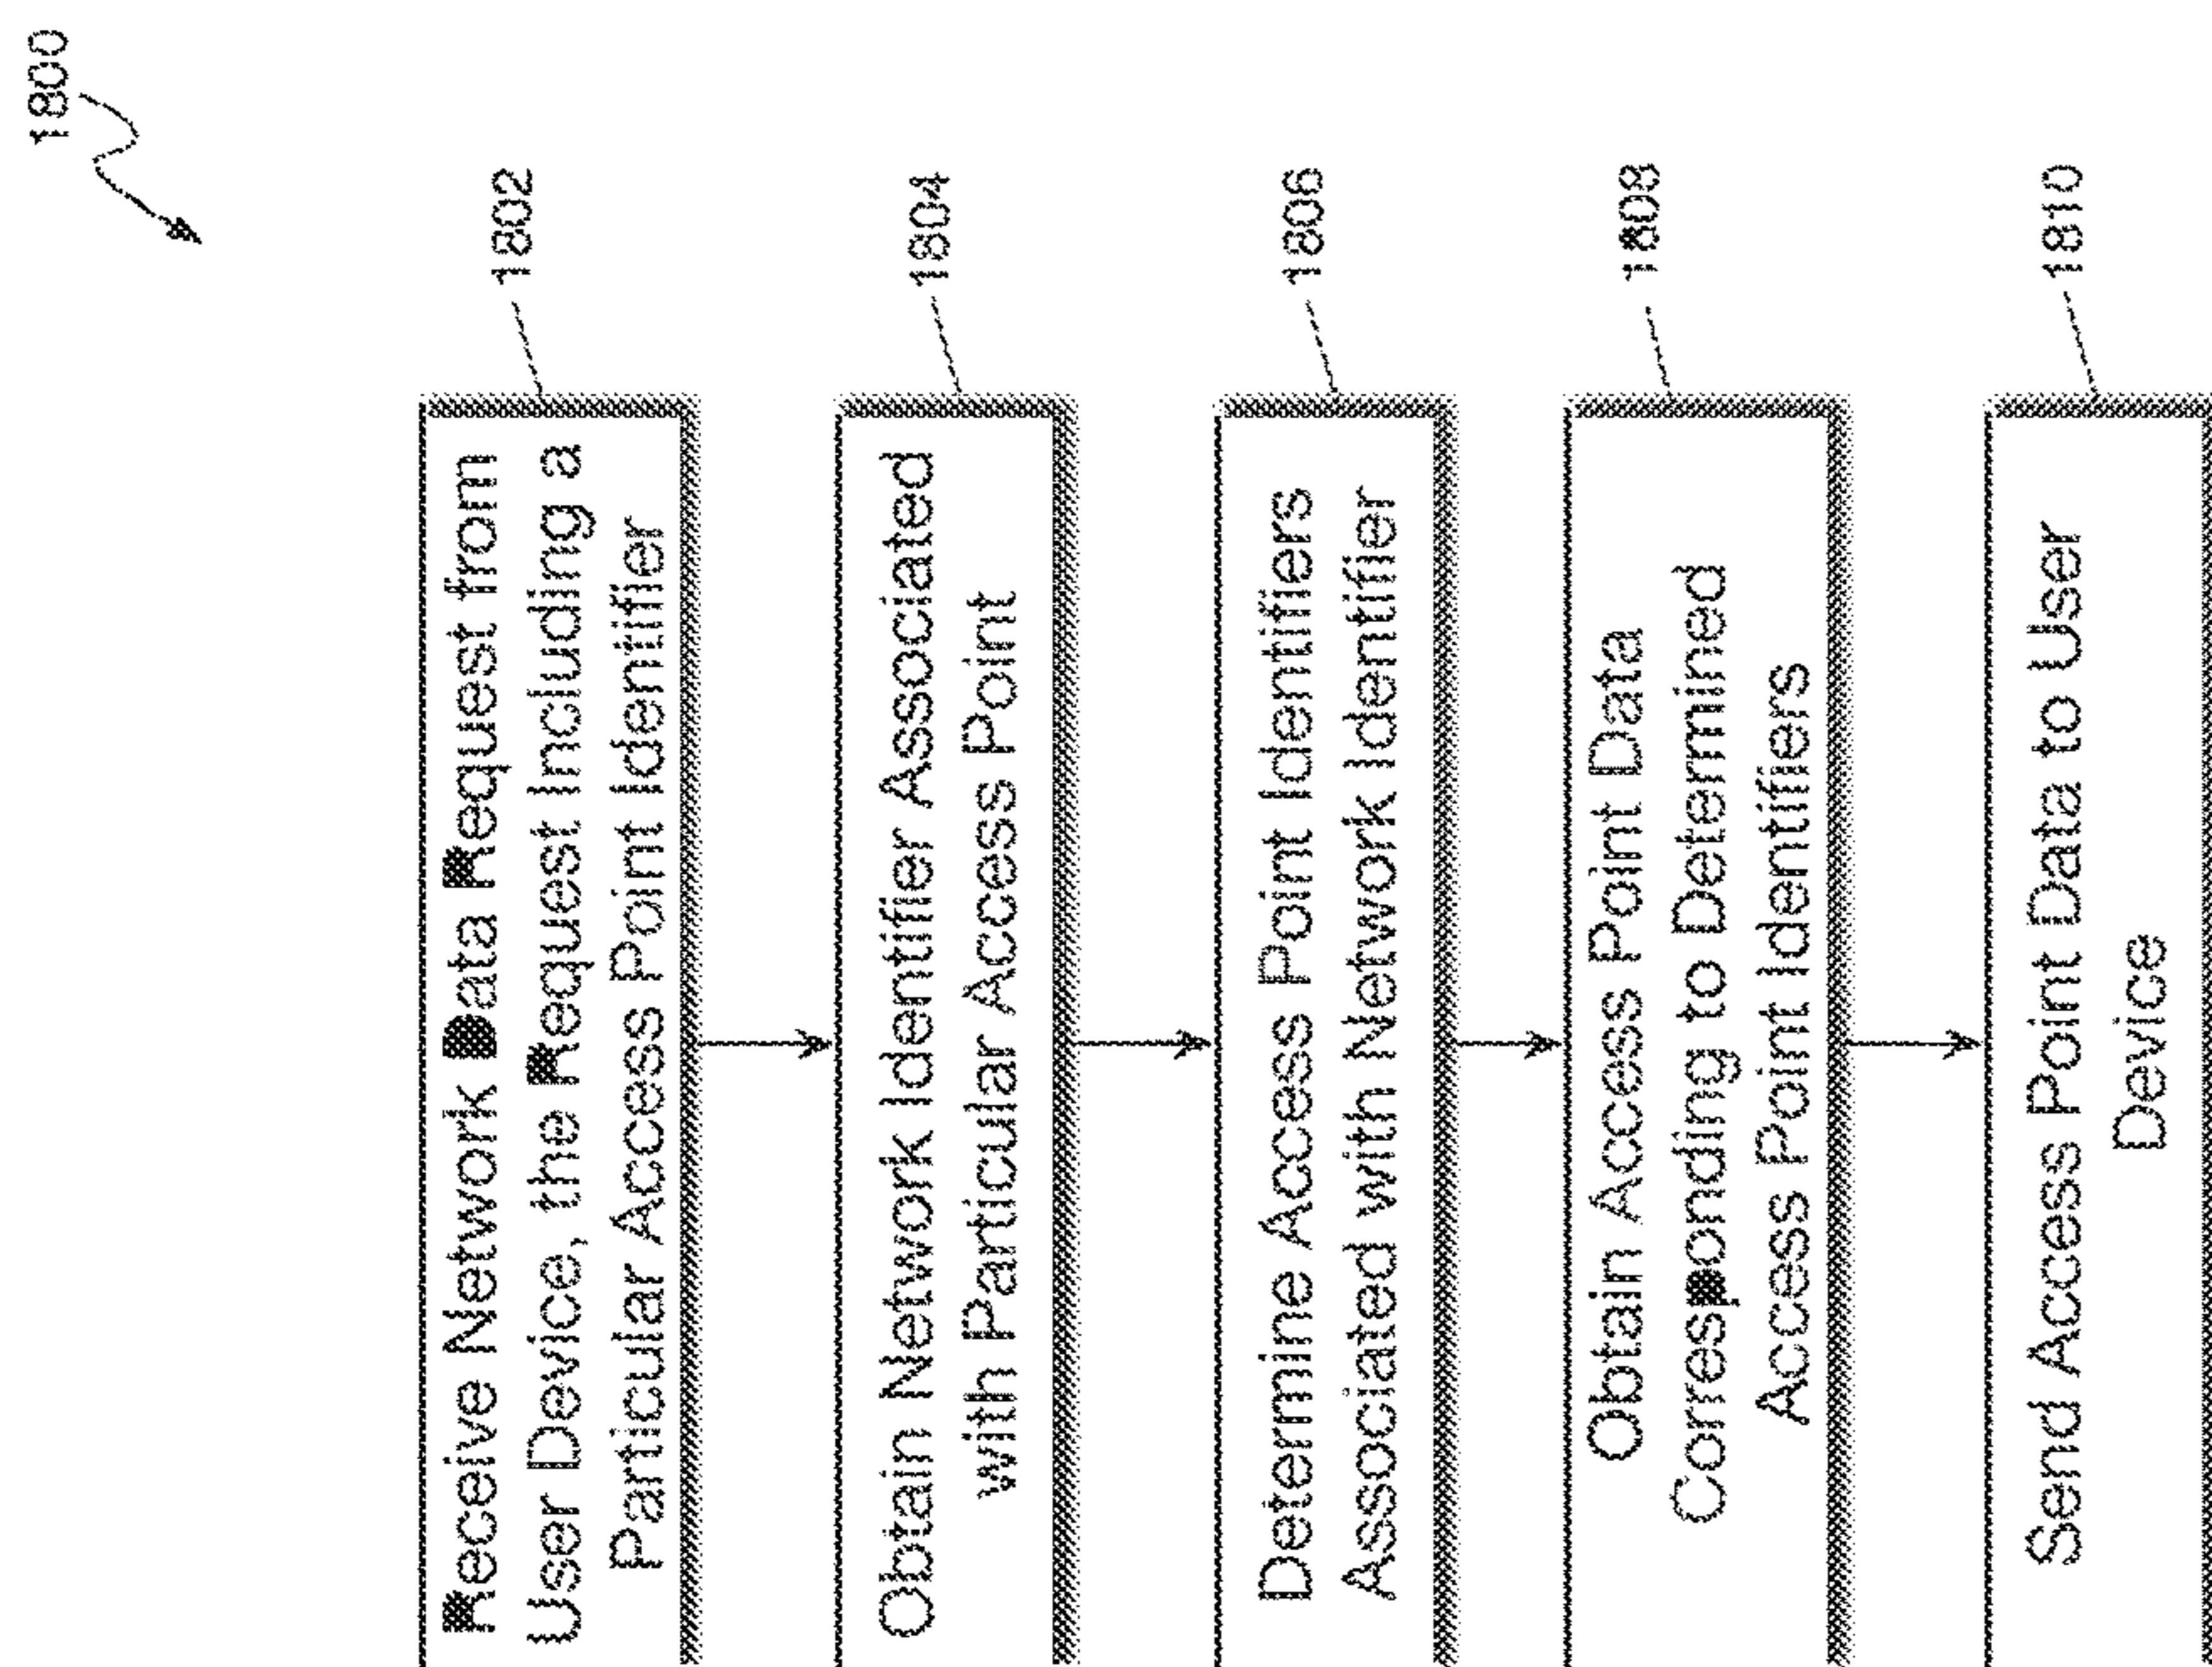 1800
Receive Network Data Request from
User Device, the Request Including a
Particular Access Point Identifier
1802
Obtain Network Identifier Associated
with Particular Access Point
1804
Determine Access Point Identifiers
Associated with Network Identifier
1806
Obtain Access Point Data
Corresponding to Determined
Access Point Identifiers
1808
Send Access Point Data to User
Device
1810